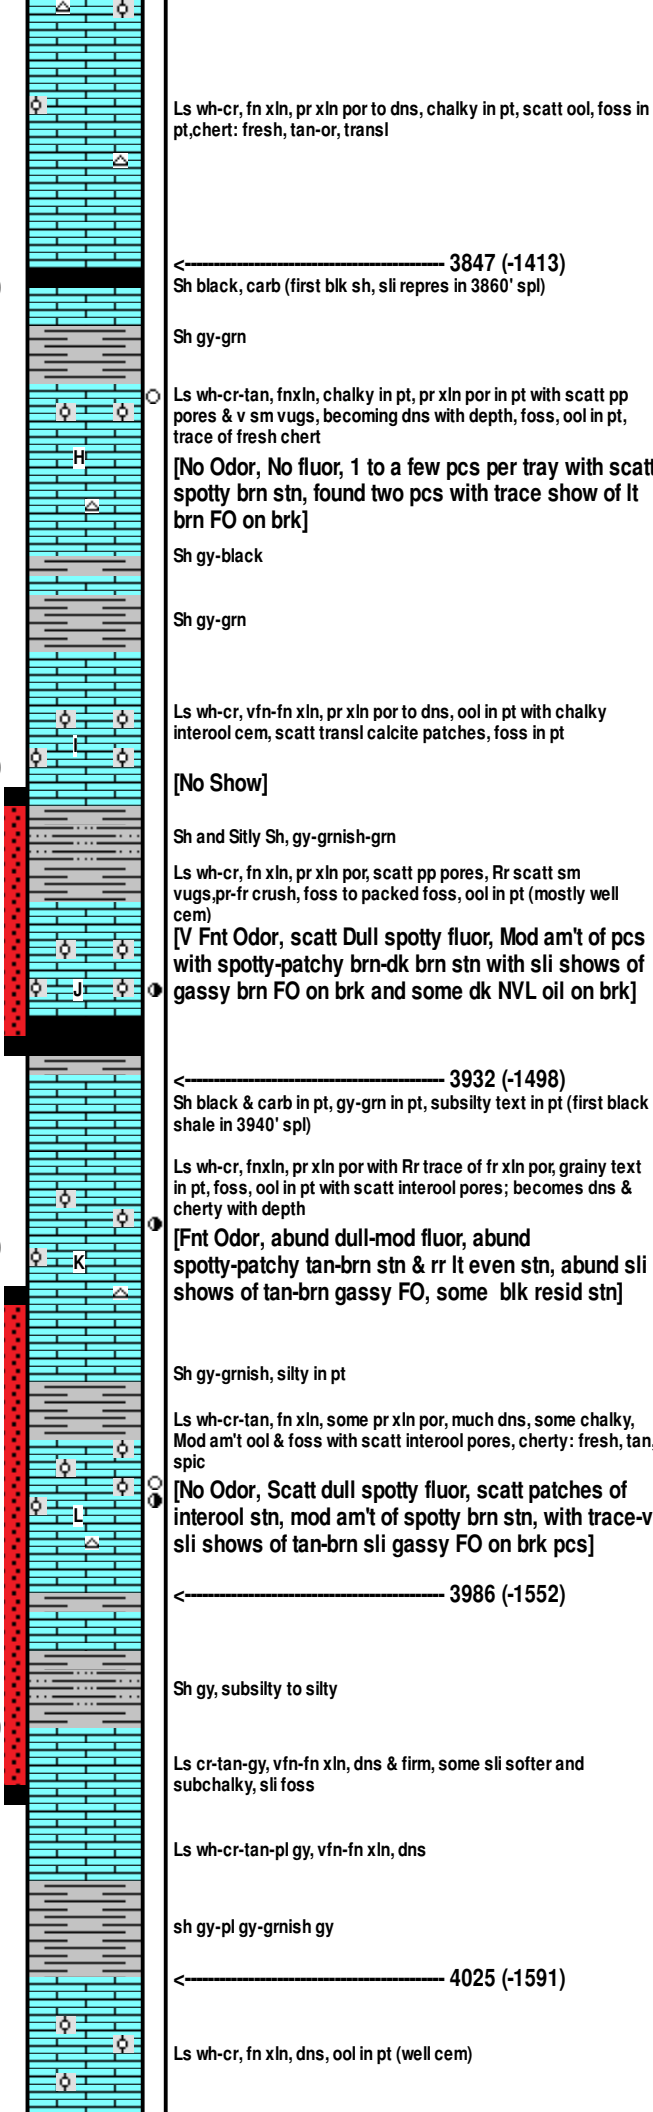 Ls wh-cr, fn xln, pr xln por to dns, chalky in pt, scatt ool, foss in
pt,chert: fresh, tan-or, transl
<---------------------------------------------- 3847 (-1413)
Sh black, carb (first blk sh, sli repres in 3860' spl)
Sh gy-grn
Ls wh-cr-tan, fnxln, chalky in pt, pr xln por in pt with scatt pp
pores & v sm vugs, becoming dns with depth, foss, ool in pt,
trace of fresh chert
H
[No Odor, No fluor, 1 to a few pcs per tray with scatt
spotty brn stn, found two pcs with trace show of lt
brn FO on brk]
Sh gy-black
Sh gy-grn
Ls wh-cr, vfn-fn xln, pr xln por to dns, ool in pt with chalky
interool cem, scatt transl calcite patches, foss in pt
I
[No Show]
Sh and Sitly Sh, gy-grnish-grn
Ls wh-cr, fn xln, pr xln por, scatt pp pores, Rr scatt sm
vugs,pr-fr crush, foss to packed foss, ool in pt (mostly well
cem)
[V Fnt Odor, scatt Dull spotty fluor, Mod am't of pcs
with spotty-patchy brn-dk brn stn with sli shows of
gassy brn FO on brk and some dk NVL oil on brk]
J
<---------------------------------------------- 3932 (-1498)
Sh black & carb in pt, gy-grn in pt, subsilty text in pt (first black
shale in 3940' spl)
Ls wh-cr, fnxln, pr xln por with Rr trace of fr xln por, grainy text
in pt, foss, ool in pt with scatt interool pores; becomes dns &
cherty with depth
[Fnt Odor, abund dull-mod fluor, abund
spotty-patchy tan-brn stn & rr lt even stn, abund sli
shows of tan-brn gassy FO, some blk resid stn]
K
Sh gy-grnish, silty in pt
Ls wh-cr-tan, fn xln, some pr xln por, much dns, some chalky,
Mod am't ool & foss with scatt interool pores, cherty: fresh, tan,
spic
[No Odor, Scatt dull spotty fluor, scatt patches of
interool stn, mod am't of spotty brn stn, with trace-v
sli shows of tan-brn sli gassy FO on brk pcs]
L
<---------------------------------------------- 3986 (-1552)
Sh gy, subsilty to silty
Ls cr-tan-gy, vfn-fn xln, dns & firm, some sli softer and
subchalky, sli foss
Ls wh-cr-tan-pl gy, vfn-fn xln, dns
sh gy-pl gy-grnish gy
<---------------------------------------------- 4025 (-1591)
Ls wh-cr, fn xln, dns, ool in pt (well cem)